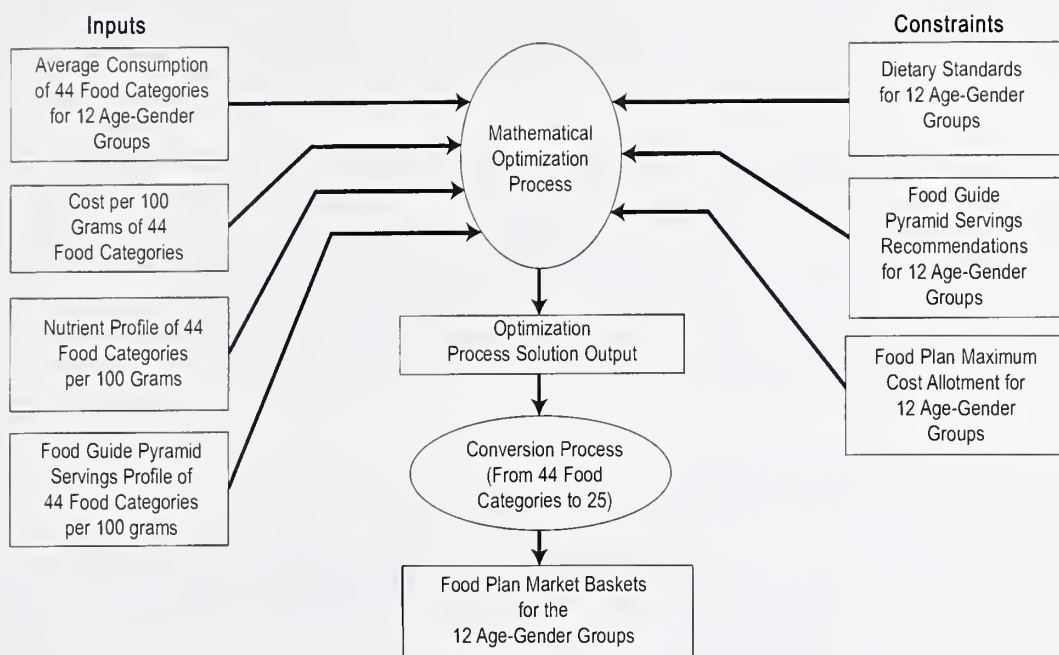 Inputs
Average Consumption
of 44 Food Categories
for 12 Age-Gender
Groups
Cost per 100
Grams of 44
Food Categories
Nutrient Profile of 44
Food Categories
per 100 Grams
Food Guide Pyramid
Servings Profile of
44 Food Categories
per 100 grams
Mathematical
Optimization
Process
Optimization
Process Solution Output
Conversion Process
(From 44 Food
Categories to 25)
Food Plan Market Baskets
for the
12 Age-Gender Groups
Constraints
Dietary Standards
for 12 Age-Gender
Groups
Food Guide
Pyramid Servings
Recommendations
for 12 Age-Gender
Groups
Food Plan Maximum
Cost Allotment for
12 Age-Gender
Groups